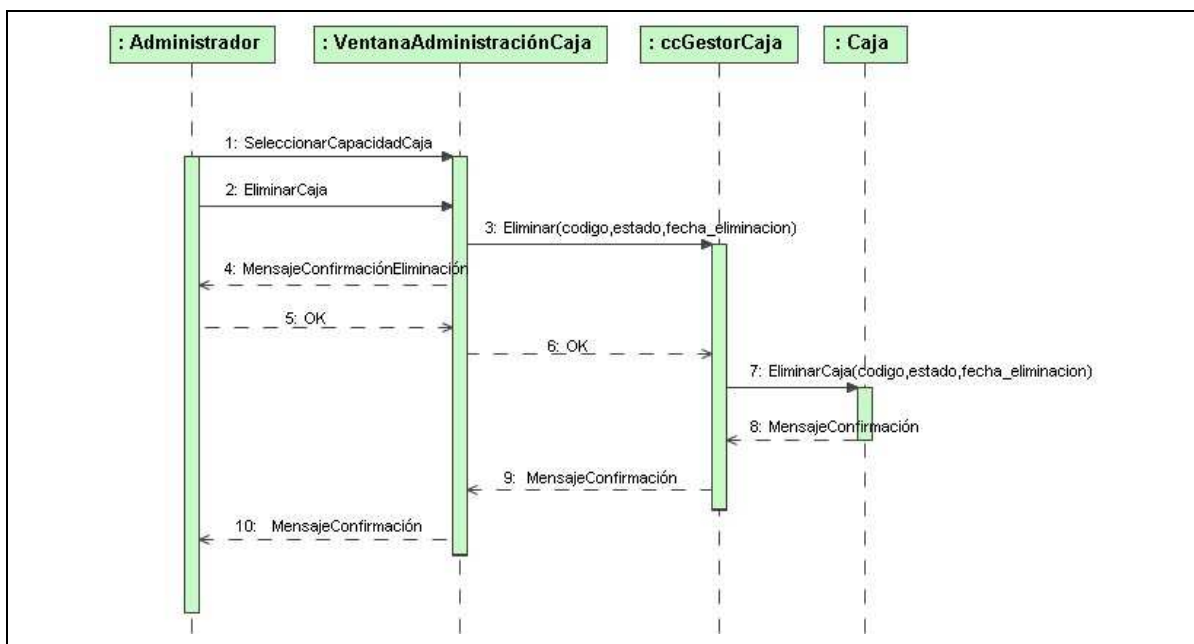 : Administrador
: VentanaAdministraciónCaja
: ccGestorCaja
: Caja
1: SeleccionarCapacidadCaja
2: EliminarCaja
3: Eliminar(codigo,estado,fecha_eliminacion)
4: MensajeConfirmaciónEliminación
5: OK
6: OK
7: EliminarCaja(codigo,estado,fecha_eliminacion)
8: MensajeConfirmación
9: MensajeConfirmación
10: MensajeConfirmación